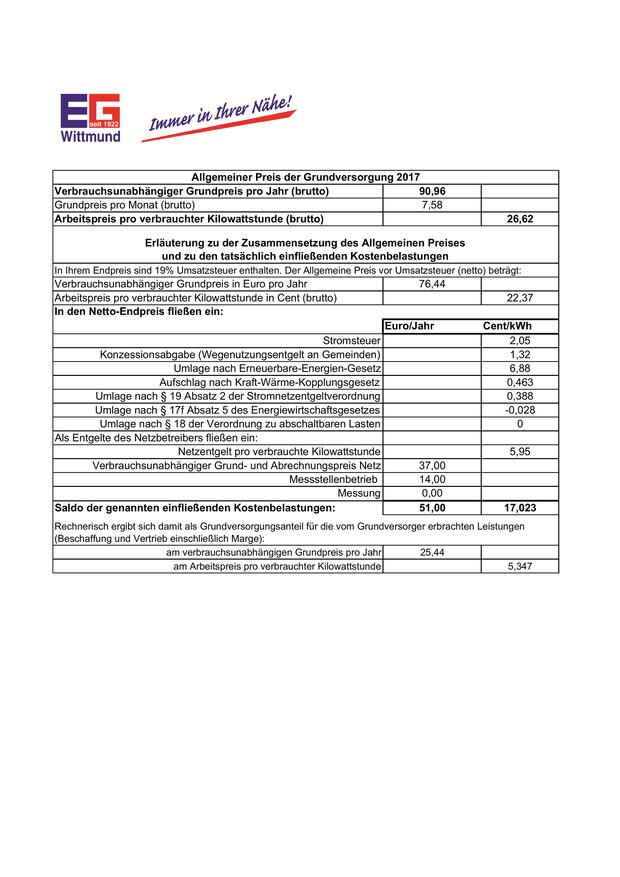 EG
seit 1922
Wittmund
Immer in Ihrer Nähe!
Allgemeiner Preis der Grundversorgung 2017
Verbrauchsunabhängiger Grundpreis pro Jahr (brutto) 90,96
Grundpreis pro Monat (brutto) 7,58
Arbeitspreis pro verbrauchter Kilowattstunde (brutto) 26,62
Erläuterung zu der Zusammensetzung des Allgemeinen Preises
und zu den tatsächlich einfließenden Kostenbelastungen
In Ihrem Endpreis sind 19% Umsatzsteuer enthalten. Der Allgemeine Preis vor Umsatzsteuer (netto) beträgt:
Verbrauchsunabhängiger Grundpreis in Euro pro Jahr 76,44
Arbeitspreis pro verbrauchter Kilowattstunde in Cent (brutto) 22,37
In den Netto-Endpreis fließen ein:
Euro/Jahr Cent/kWh
Stromsteuer 2,05
Konzessionsabgabe (Wegenutzungsentgelt an Gemeinden) 1,32
Umlage nach Erneuerbare-Energien-Gesetz 6,88
Aufschlag nach Kraft-Wärme-Kopplungsgesetz 0,463
Umlage nach § 19 Absatz 2 der Stromnetzentgeltverordnung 0,388
Umlage nach § 17f Absatz 5 des Energiewirtschaftsgesetzes -0,028
Umlage nach § 18 der Verordnung zu abschaltbaren Lasten 0
Als Entgelte des Netzbetreibers fließen ein:
Netzentgelt pro verbrauchte Kilowattstunde 5,95
Verbrauchsunabhängiger Grund- und Abrechnungspreis Netz 37,00
Messstellenbetrieb 14,00
Messung 0,00
Saldo der genannten einfließenden Kostenbelastungen: 51,00 17,023
Rechnerisch ergibt sich damit als Grundversorgungsanteil für die vom Grundversorger erbrachten Leistungen
(Beschaffung und Vertrieb einschließlich Marge):
am verbrauchsunabhängigen Grundpreis pro Jahr 25,44
am Arbeitspreis pro verbrauchter Kilowattstunde 5,347